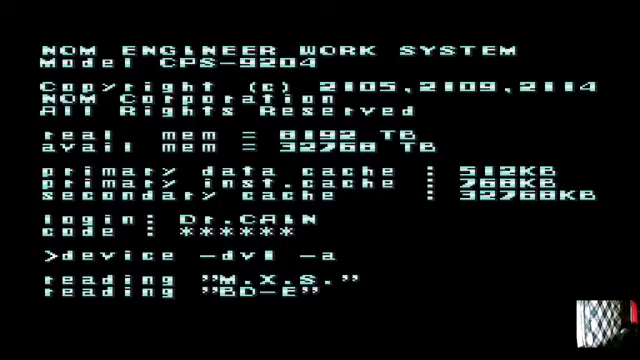 NOM ENGINEER WORK SYSTEM
Model CPS-9204
Copyright (c) 2105,2109,2114
NOM Corporation
All Rights Reserved
real mem = 8192 TB
avail mem = 32768 TB
primary data cache : 512KB
primary inst.cache : 768KB
secondary cache : 32768KB
login: Dr.CAIN
code : ******
>device -dvl -a
reading "M.X.S."
reading "BD-E"